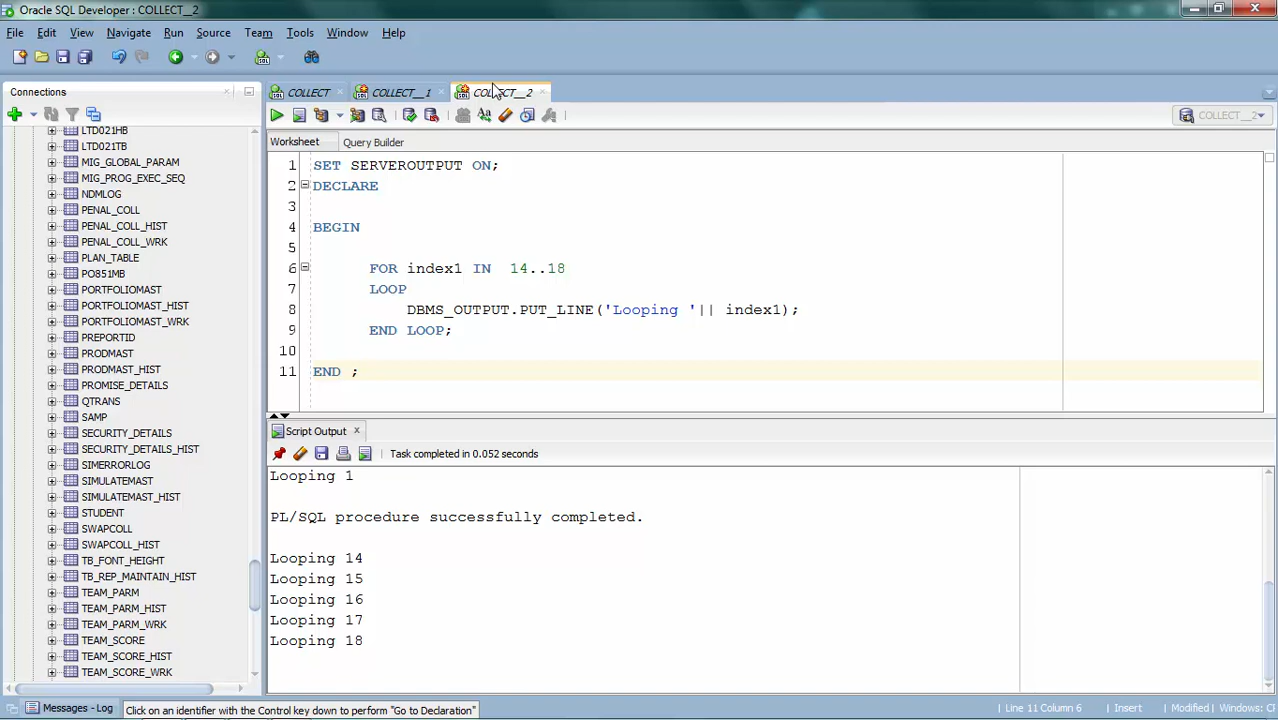 Oracle SQL Developer : COLLECT__2
File Edit View Navigate Run Source Team Tools Window Help
Connections
LTD021HB
LTD021TB
MIG_GLOBAL_PARAM
MIG_PROG_EXEC_SEQ
NDMLOG
PENAL_COLL
PENAL_COLL_HIST
PENAL_COLL_WRK
PLAN_TABLE
PO851MB
PORTFOLIOMAST
PORTFOLIOMAST_HIST
PORTFOLIOMAST_WRK
PREPORTID
PRODMAST
PRODMAST_HIST
PROMISE_DETAILS
QTRANS
SAMP
SECURITY_DETAILS
SECURITY_DETAILS_HIST
SIMERRORLOG
SIMULATEMAST
SIMULATEMAST_HIST
STUDENT
SWAPCOLL
SWAPCOLL_HIST
TB_FONT_HEIGHT
TB_REP_MAINTAIN_HIST
TEAM_PARM
TEAM_PARM_HIST
TEAM_PARM_WRK
TEAM_SCORE
TEAM_SCORE_HIST
TEAM_SCORE_WRK
COLLECT COLLECT__1 COLLECT__2
COLLECT__2
Worksheet Query Builder
1 SET SERVEROUTPUT ON;
2 DECLARE
3
4 BEGIN
5
6 FOR index1 IN 14..18
7 LOOP
8 DBMS_OUTPUT.PUT_LINE('Looping '|| index1);
9 END LOOP;
10
11 END ;
Script Output
Task completed in 0.052 seconds
Looping 1
PL/SQL procedure successfully completed.
Looping 14
Looping 15
Looping 16
Looping 17
Looping 18
Messages - Log
Click on an identifier with the Control key down to perform "Go to Declaration"
Line 11 Column 6 Insert Modified Windows: CF